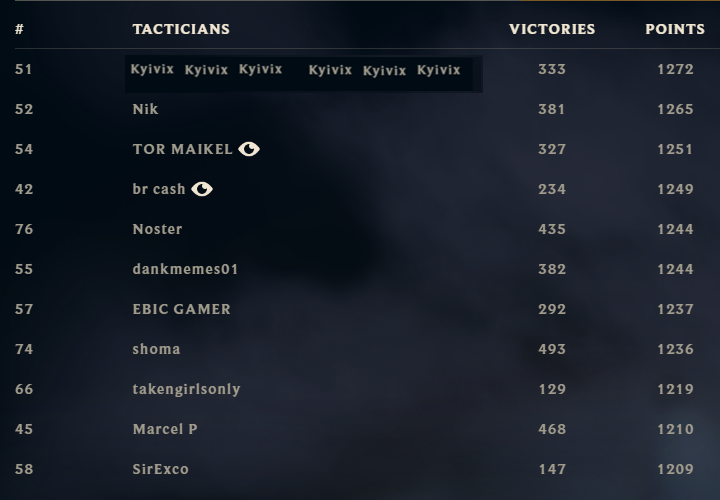 # TACTICIANS VICTORIES POINTS
51 Kyivix Kyivix Kyivix Kyivix Kyivix Kyivix 333 1272
52 Nik 381 1265
54 TOR MAIKEL 327 1251
42 br cash 234 1249
76 Noster 435 1244
55 dankmemes01 382 1244
57 EBIC GAMER 292 1237
74 shoma 493 1236
66 takengirlsonly 129 1219
45 Marcel P 468 1210
58 SirExco 147 1209